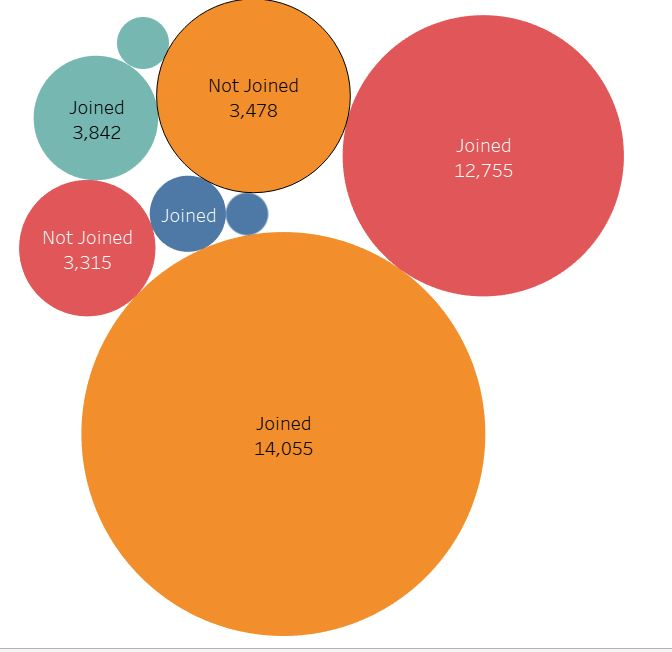 Not Joined
3,478
Joined
3,842
Joined
12,755
Joined
Not Joined
3,315
Joined
14,055